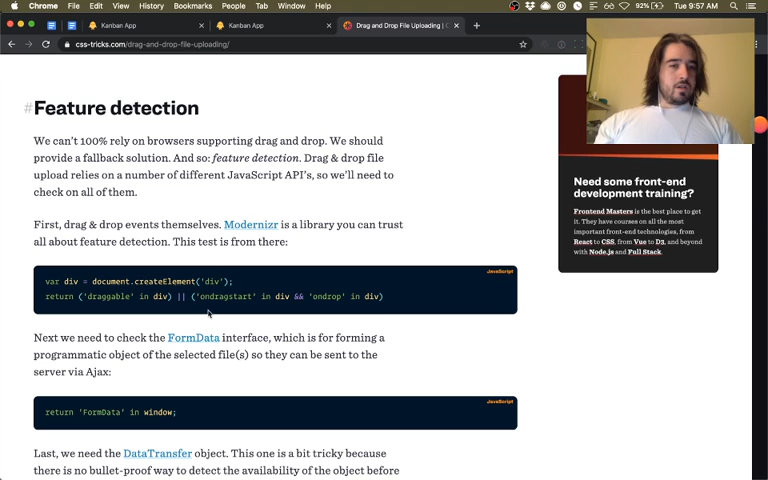 Chrome File Edit View History Bookmarks People Tab Window Help 92% Tue 9:57 AM
Kanban App
Kanban App
Drag and Drop File Uploading | C
css-tricks.com/drag-and-drop-file-uploading/
#Feature detection
We can't 100% rely on browsers supporting drag and drop. We should
provide a fallback solution. And so: feature detection. Drag & drop file
upload relies on a number of different JavaScript API's, so we'll need to
check on all of them.
First, drag & drop events themselves. Modernizr is a library you can trust
all about feature detection. This test is from there:
JavaScript
var div = document.createElement('div');
return ('draggable' in div) || ('ondragstart' in div && 'ondrop' in div)
Next we need to check the FormData interface, which is for forming a
programmatic object of the selected file(s) so they can be sent to the
server via Ajax:
JavaScript
return 'FormData' in window;
Last, we need the DataTransfer object. This one is a bit tricky because
there is no bullet-proof way to detect the availability of the object before
Need some front-end
development training?
Frontend Masters is the best place to get
it. They have courses on all the most
important front-end technologies, from
React to CSS, from Vue to D3, and beyond
with Node.js and Full Stack.